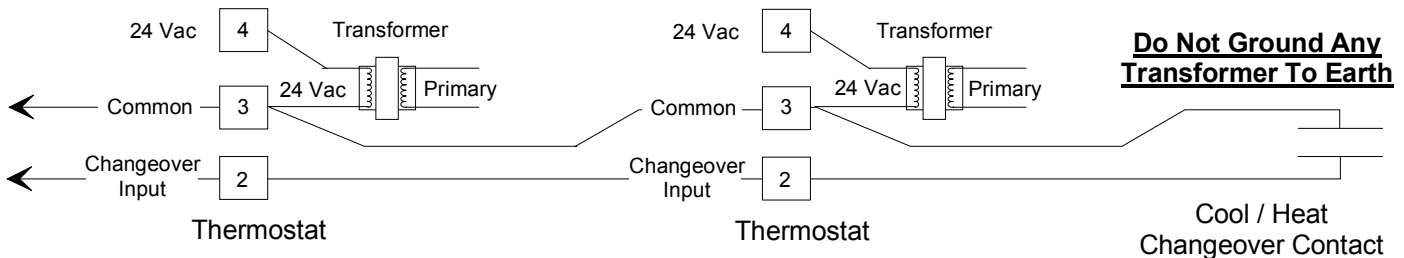 24 Vac
4
Transformer
24 Vac
Primary
Common
3
Changeover
Input
2
Thermostat
24 Vac
4
Transformer
24 Vac
Primary
Common
3
Changeover
Input
2
Thermostat
Do Not Ground Any
Transformer To Earth
Cool / Heat
Changeover Contact